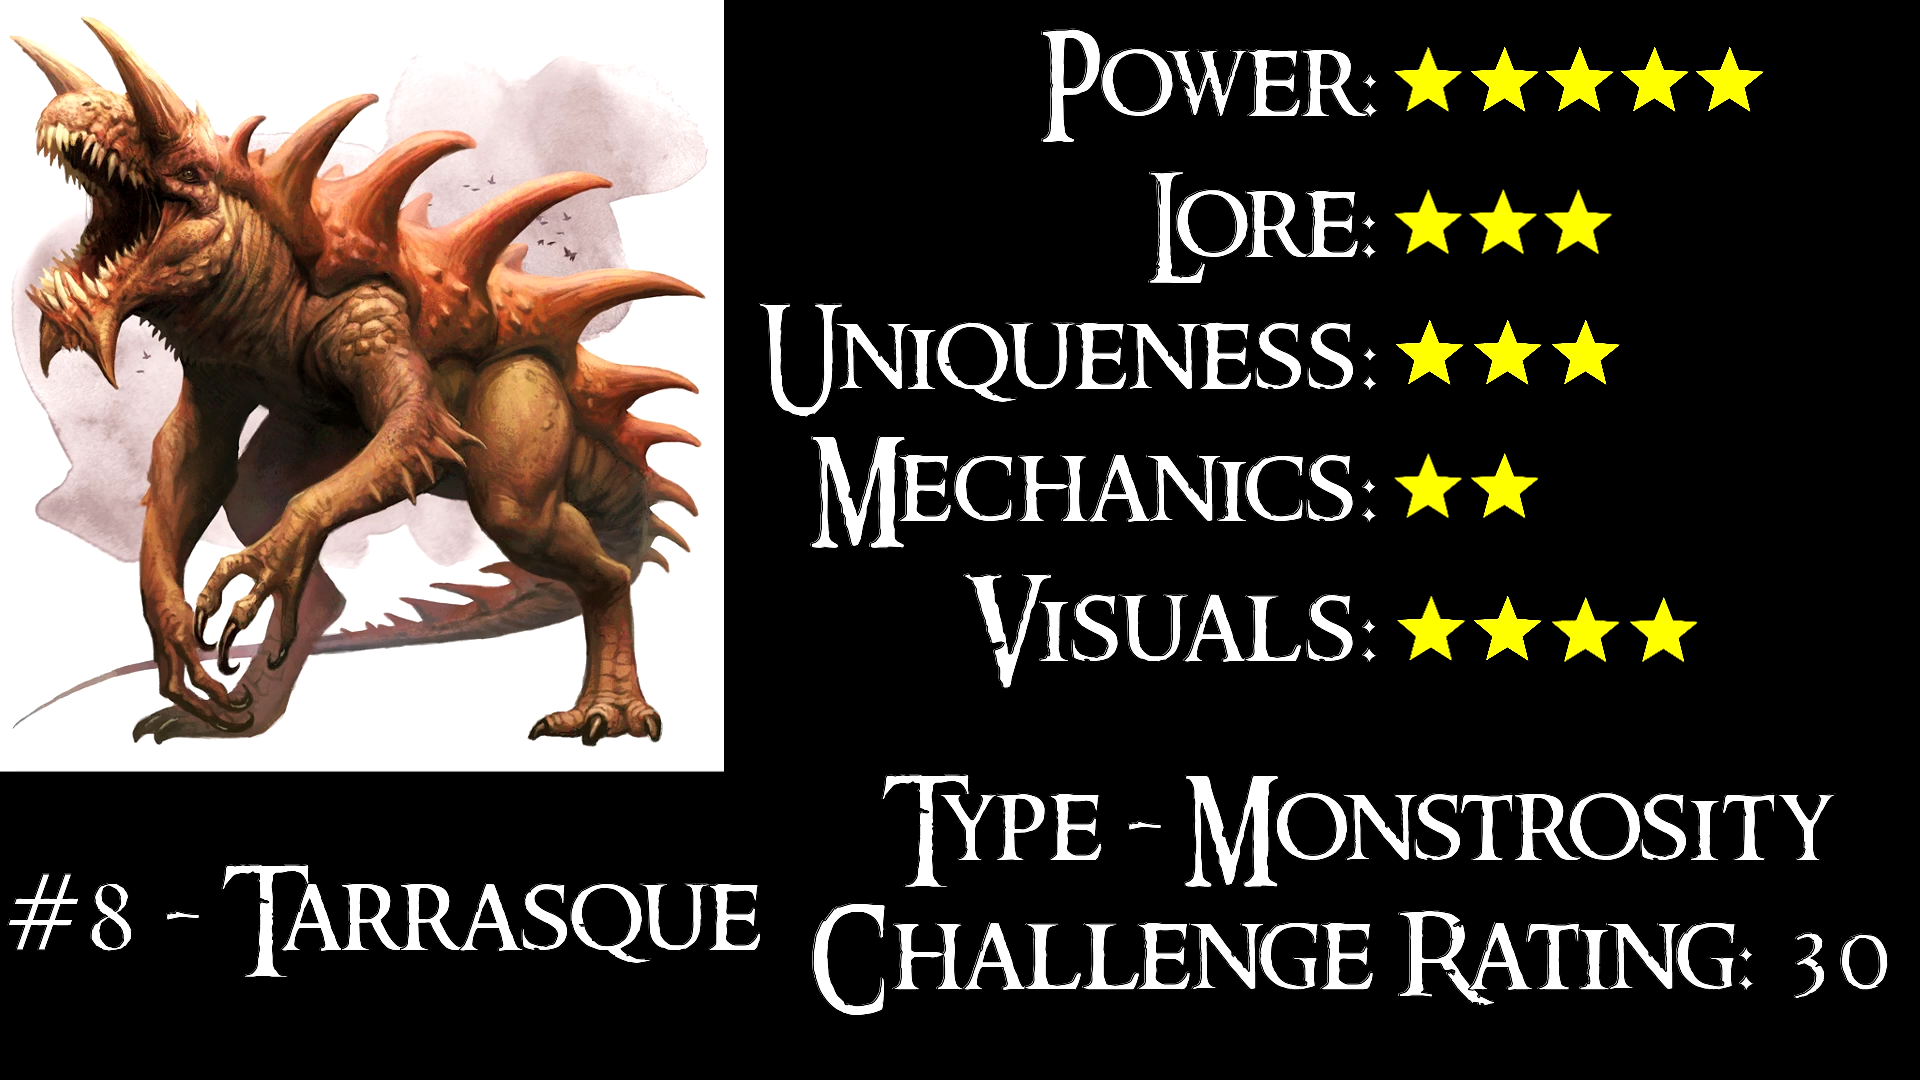 Power:
Lore:
Uniqueness:
Mechanics:
Visuals:
Type - Monstrosity
#8 - Tarrasque
Challenge Rating: 30